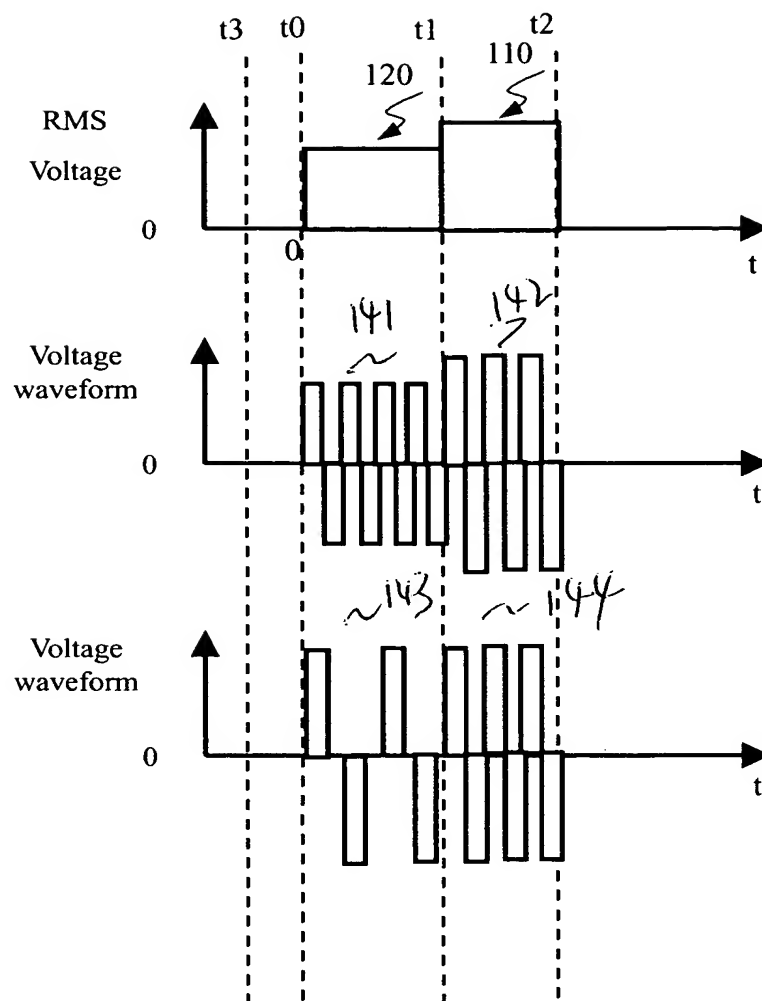 t3 t0 t1 t2
120 110
RMS
Voltage
0
0
t
141 142
Voltage
waveform
0
t
~143 ~144
Voltage
waveform
0
t